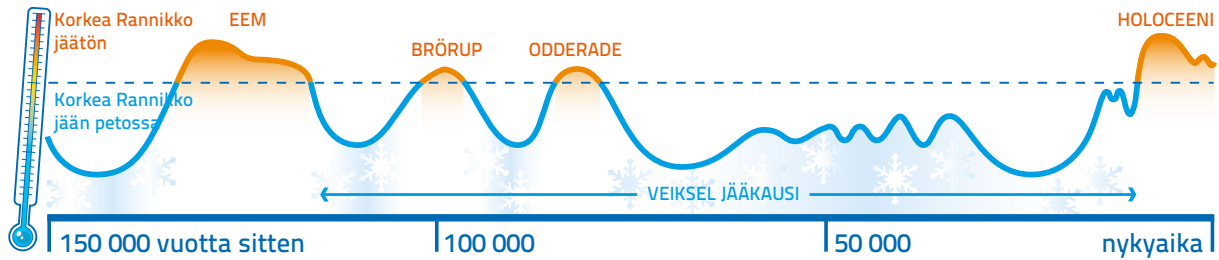 Korkea Rannikko
jäätön
EEM
BRÖRUP
ODDERADE
HOLOCEENI
Korkea Rannikko
jään petossa
VEIKSEL JÄÄKAUSI
150 000 vuotta sitten
100 000
50 000
nykyaika